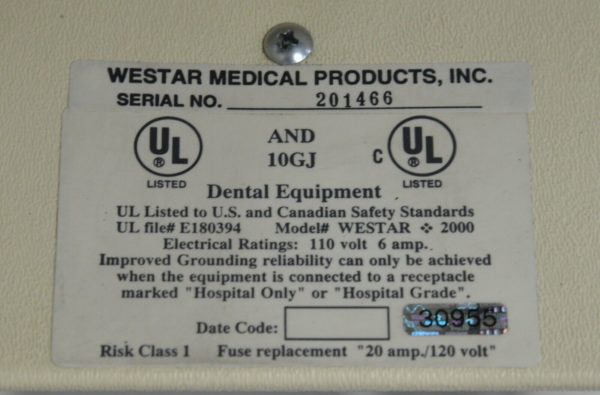 WESTAR MEDICAL PRODUCTS, INC.
SERIAL NO. 201466
UL ® LISTED
AND
10GJ
C UL ® LISTED
Dental Equipment
UL Listed to U.S. and Canadian Safety Standards
UL file# E180394 Model# WESTAR ❖ 2000
Electrical Ratings: 110 volt 6 amp.
Improved Grounding reliability can only be achieved
when the equipment is connected to a receptacle
marked "Hospital Only" or "Hospital Grade".
Date Code: 30955
Risk Class 1 Fuse replacement "20 amp./120 volt"